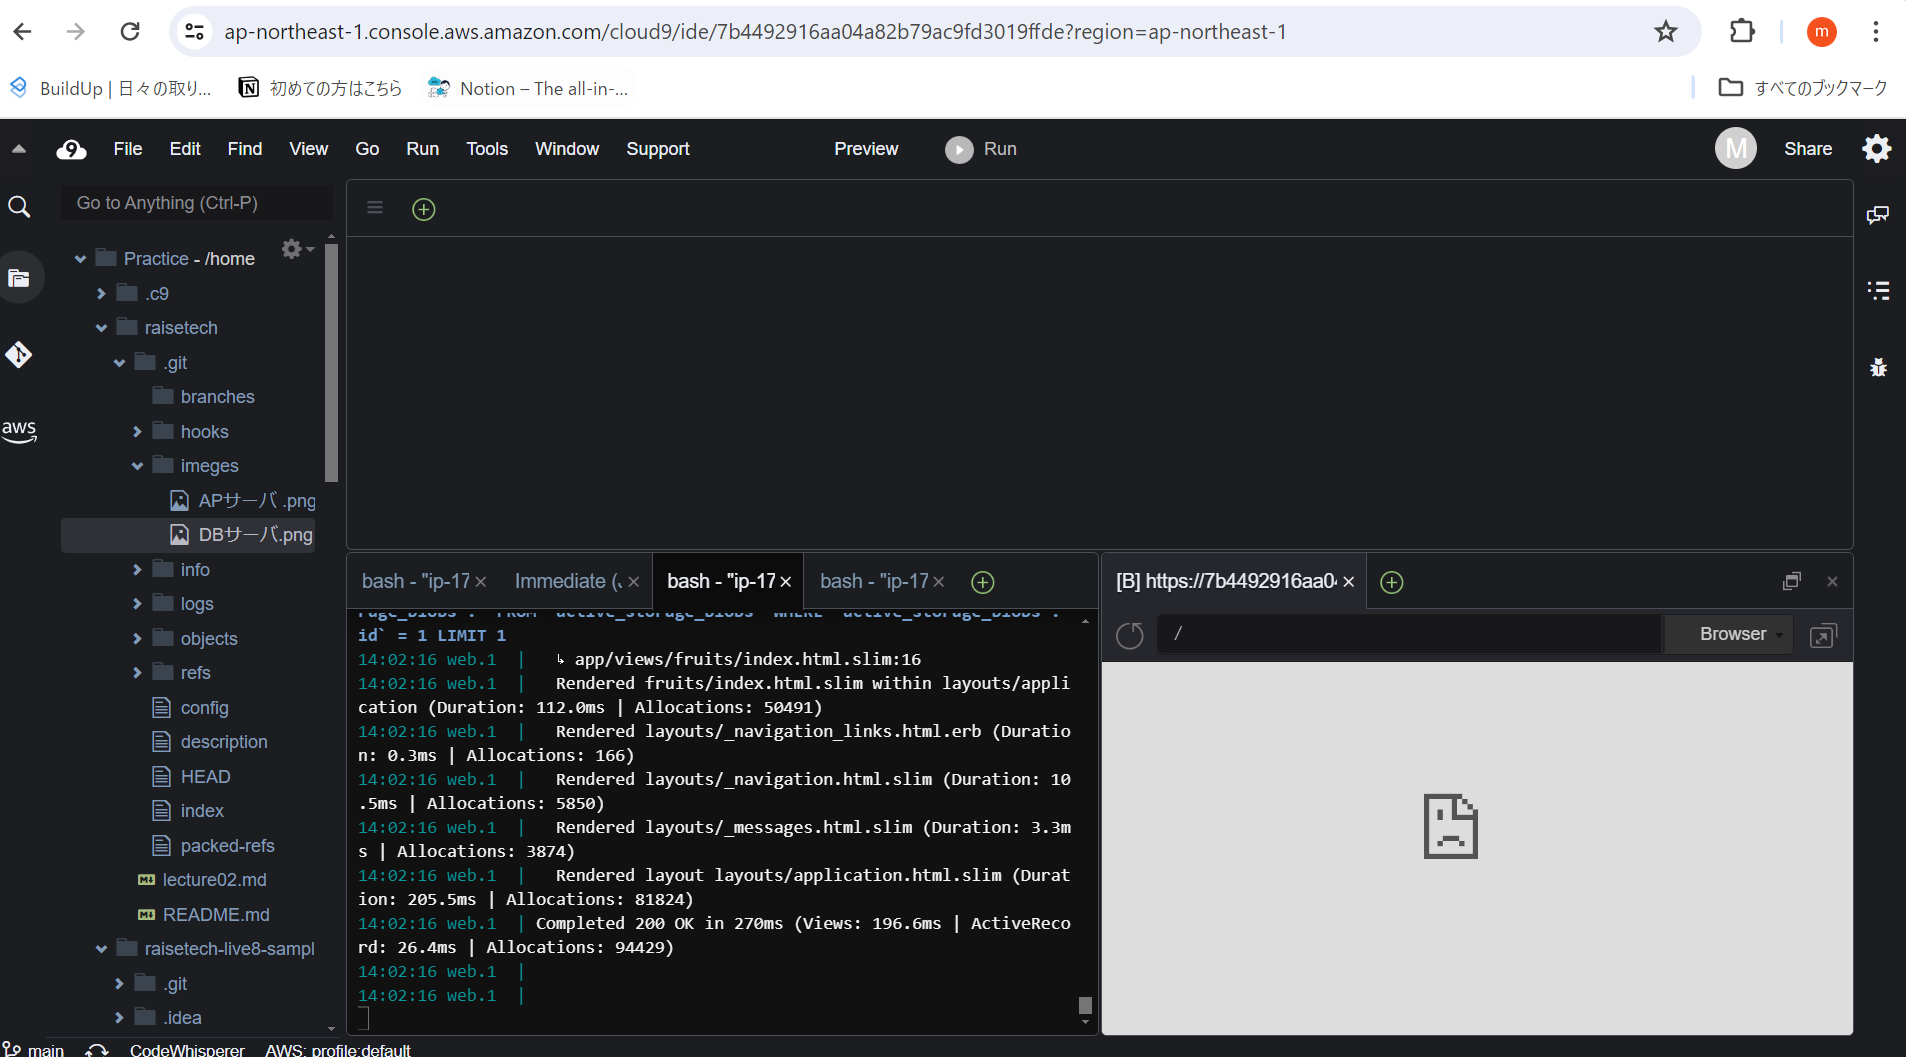 ap-northeast-1.console.aws.amazon.com/cloud9/ide/7b4492916aa04a82b79ac9fd3019ffde?region=ap-northeast-1
m
BuildUp | 日々の取り...
初めての方はこちら
Notion – The all-in-...
すべてのブックマーク
9 File Edit Find View Go Run Tools Window Support Preview Run M Share
Go to Anything (Ctrl-P)
Practice - /home
.c9
raisetech
.git
branches
hooks
aws
imeges
APサーバ .png
DBサーバ.png
info
logs
objects
refs
config
description
HEAD
index
packed-refs
lecture02.md
README.md
raisetech-live8-sampl
.git
.idea
bash - "ip-17 Immediate (J bash - "ip-17 bash - "ip-17
rage_blobs`.* FROM `active_storage_blobs` WHERE `active_storage_blobs`.`
id` = 1 LIMIT 1
14:02:16 web.1 | ↳ app/views/fruits/index.html.slim:16
14:02:16 web.1 | Rendered fruits/index.html.slim within layouts/appli
cation (Duration: 112.0ms | Allocations: 50491)
14:02:16 web.1 | Rendered layouts/_navigation_links.html.erb (Duratio
n: 0.3ms | Allocations: 166)
14:02:16 web.1 | Rendered layouts/_navigation.html.slim (Duration: 10
.5ms | Allocations: 5850)
14:02:16 web.1 | Rendered layouts/_messages.html.slim (Duration: 3.3m
s | Allocations: 3874)
14:02:16 web.1 | Rendered layout layouts/application.html.slim (Durat
ion: 205.5ms | Allocations: 81824)
14:02:16 web.1 | Completed 200 OK in 270ms (Views: 196.6ms | ActiveReco
rd: 26.4ms | Allocations: 94429)
14:02:16 web.1 |
14:02:16 web.1 |
[B] https://7b4492916aa04
/
Browser
main CodeWhisperer AWS: profile:default